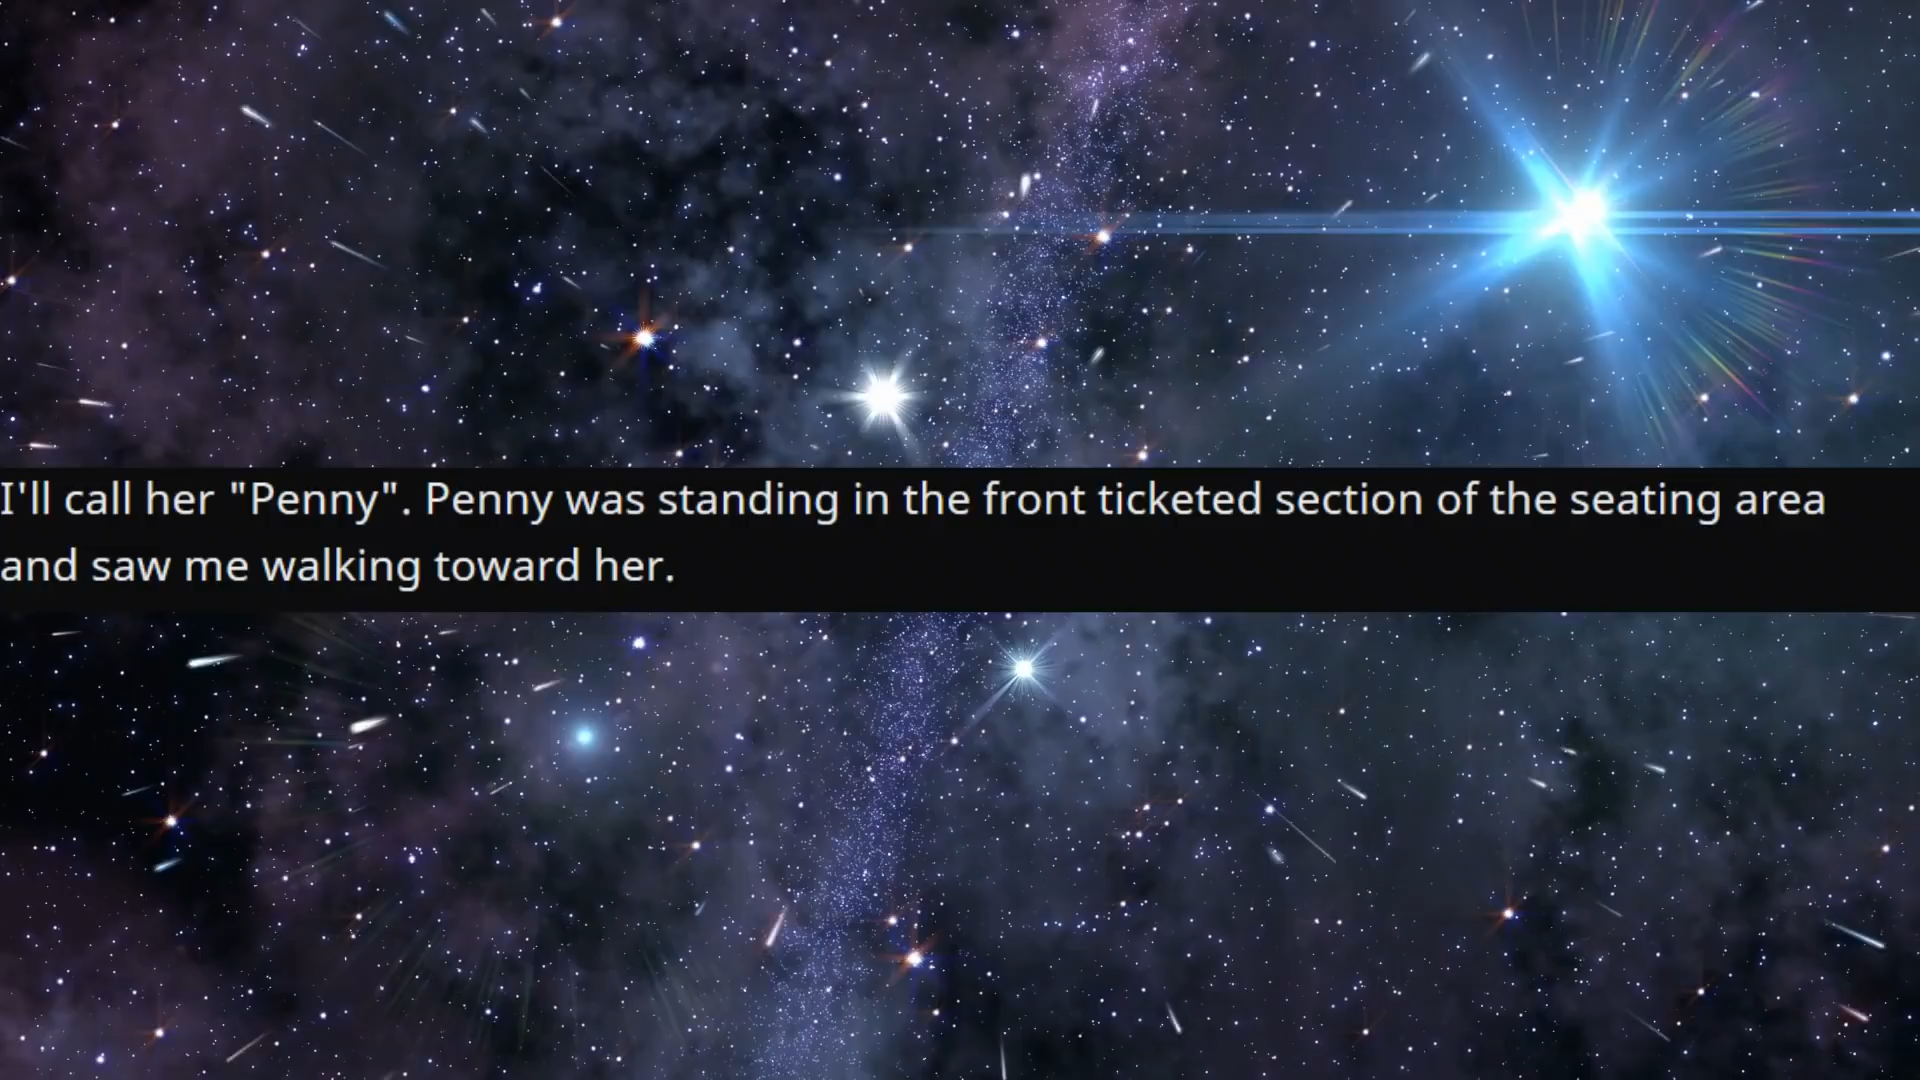 I'll call her "Penny". Penny was standing in the front ticketed section of the seating area
and saw me walking toward her.